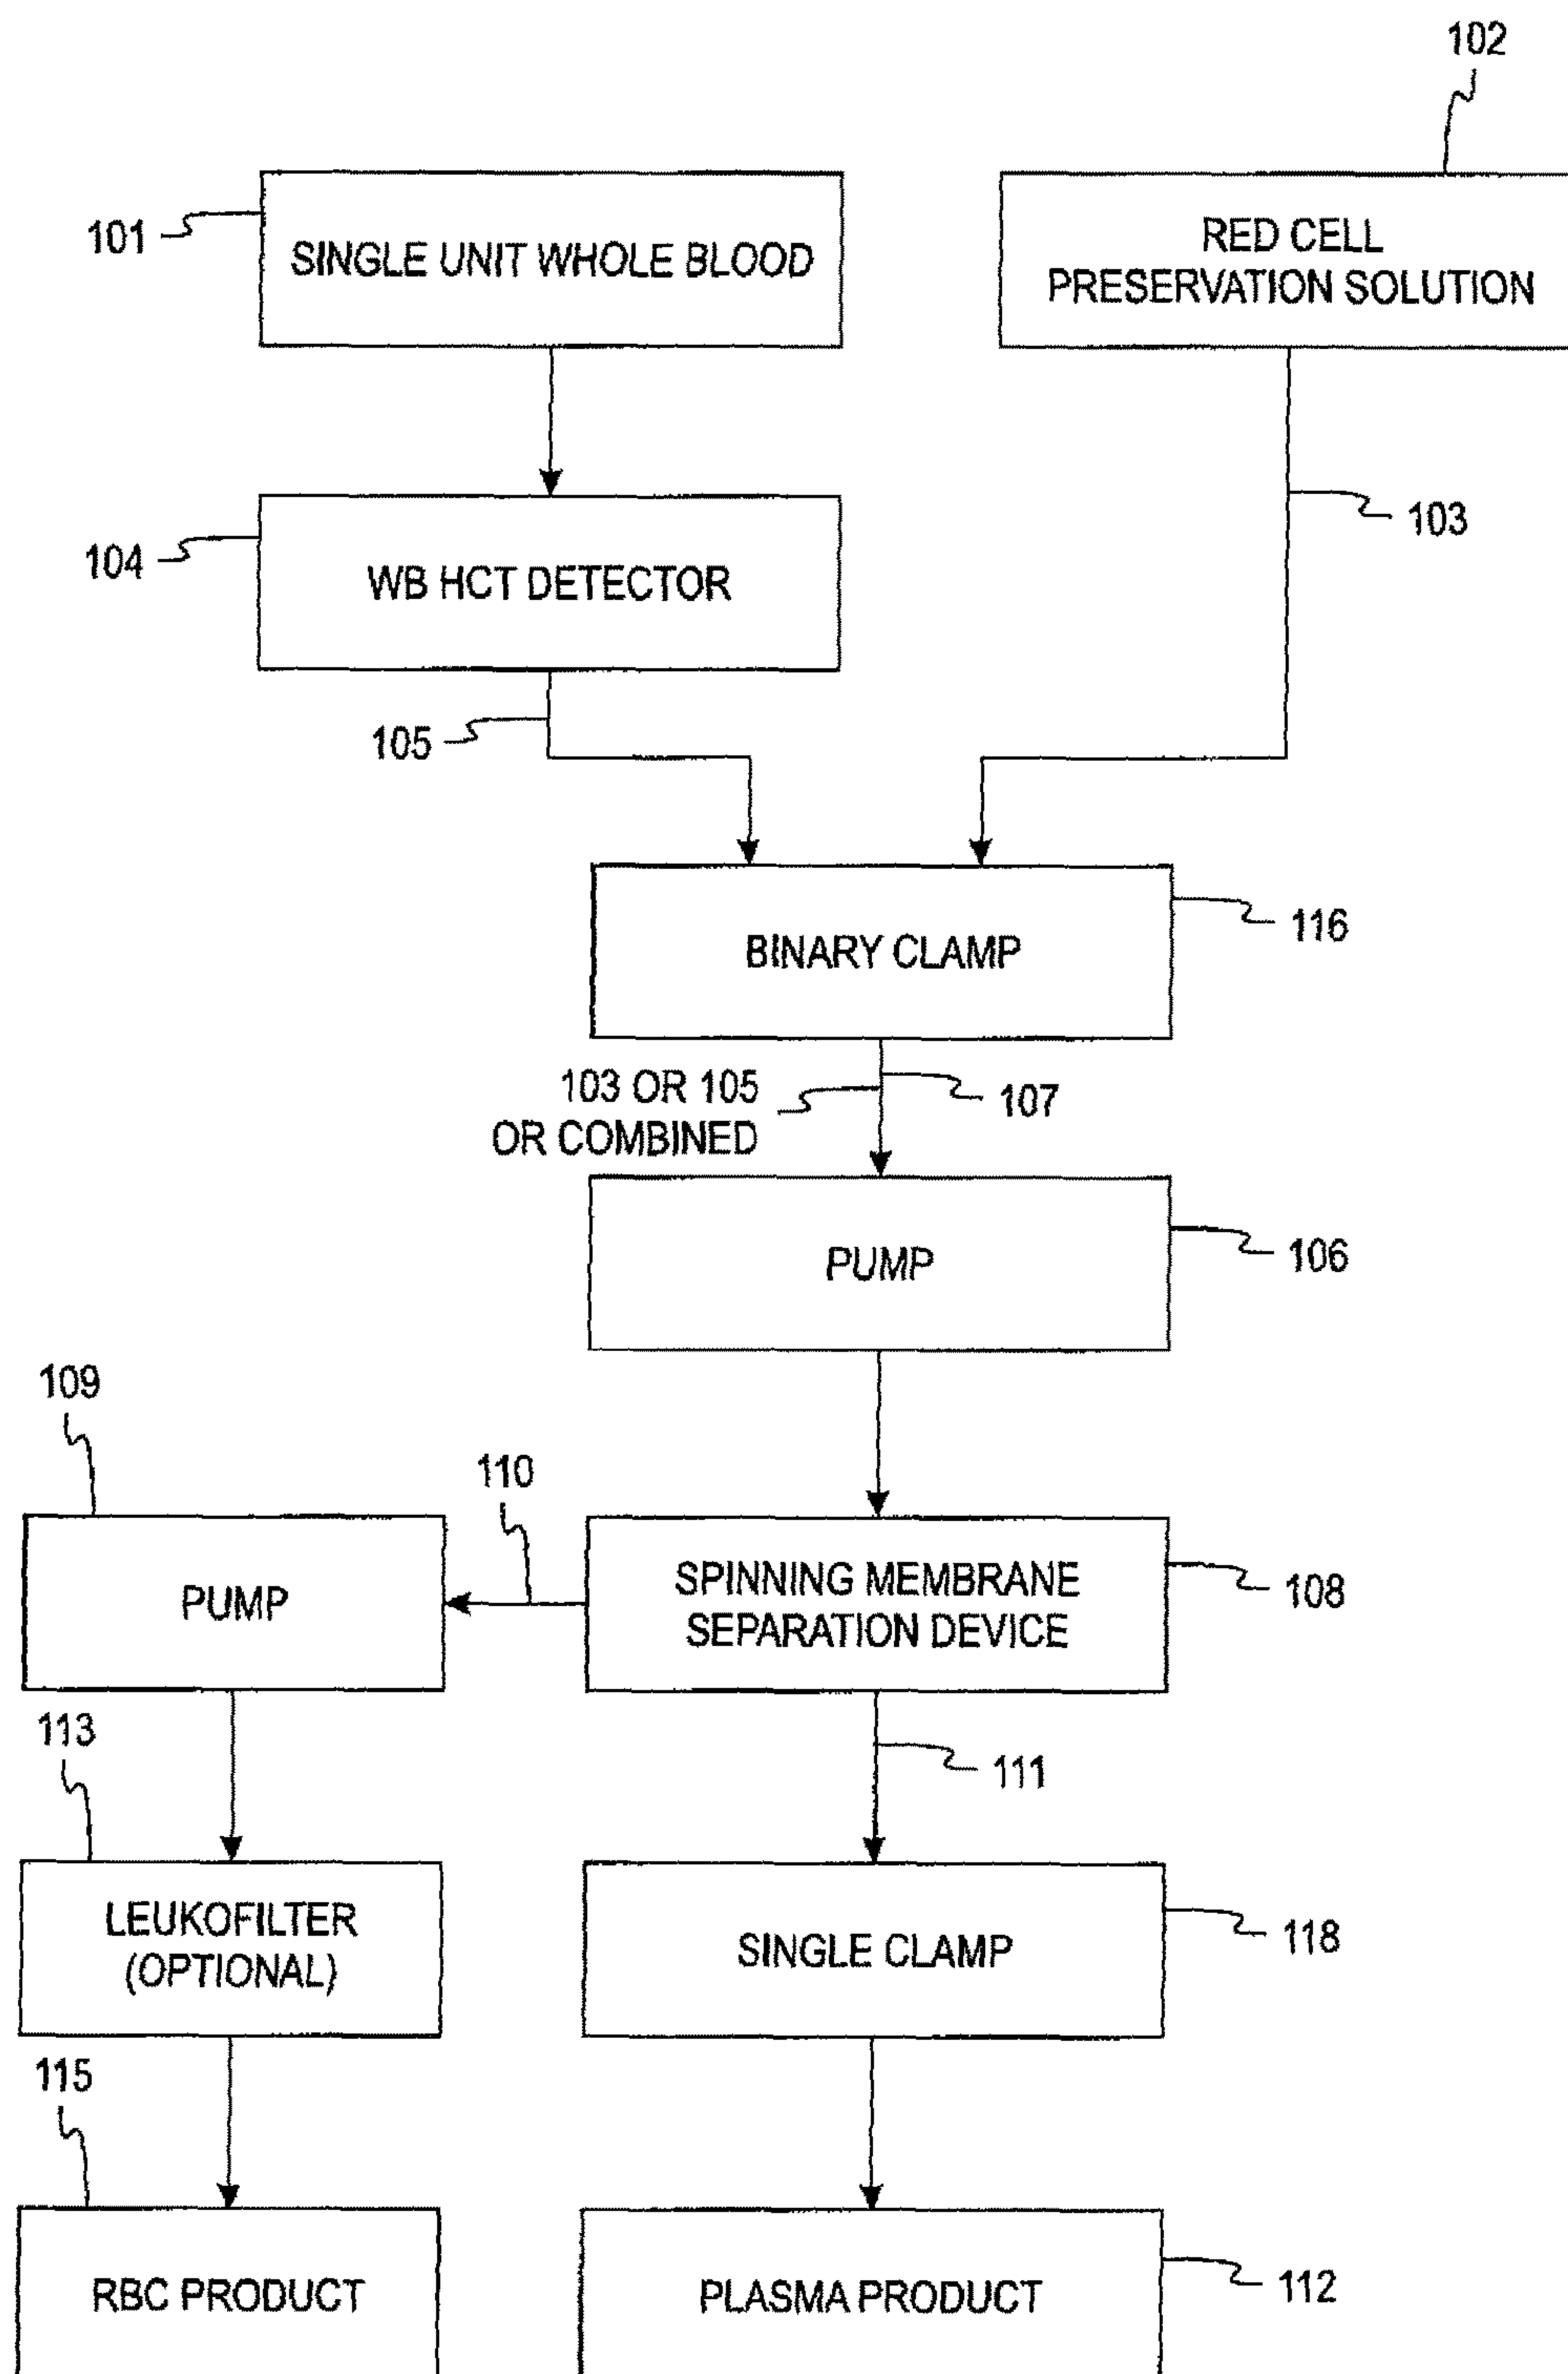 102
101
SINGLE UNIT WHOLE BLOOD
RED CELL
PRESERVATION SOLUTION
103
104
WB HCT DETECTOR
105
BINARY CLAMP
116
103 OR 105
OR COMBINED
107
PUMP
106
109
110
PUMP
SPINNING MEMBRANE
SEPARATION DEVICE
108
113
111
LEUKOFILTER
(OPTIONAL)
SINGLE CLAMP
118
115
RBC PRODUCT
PLASMA PRODUCT
112